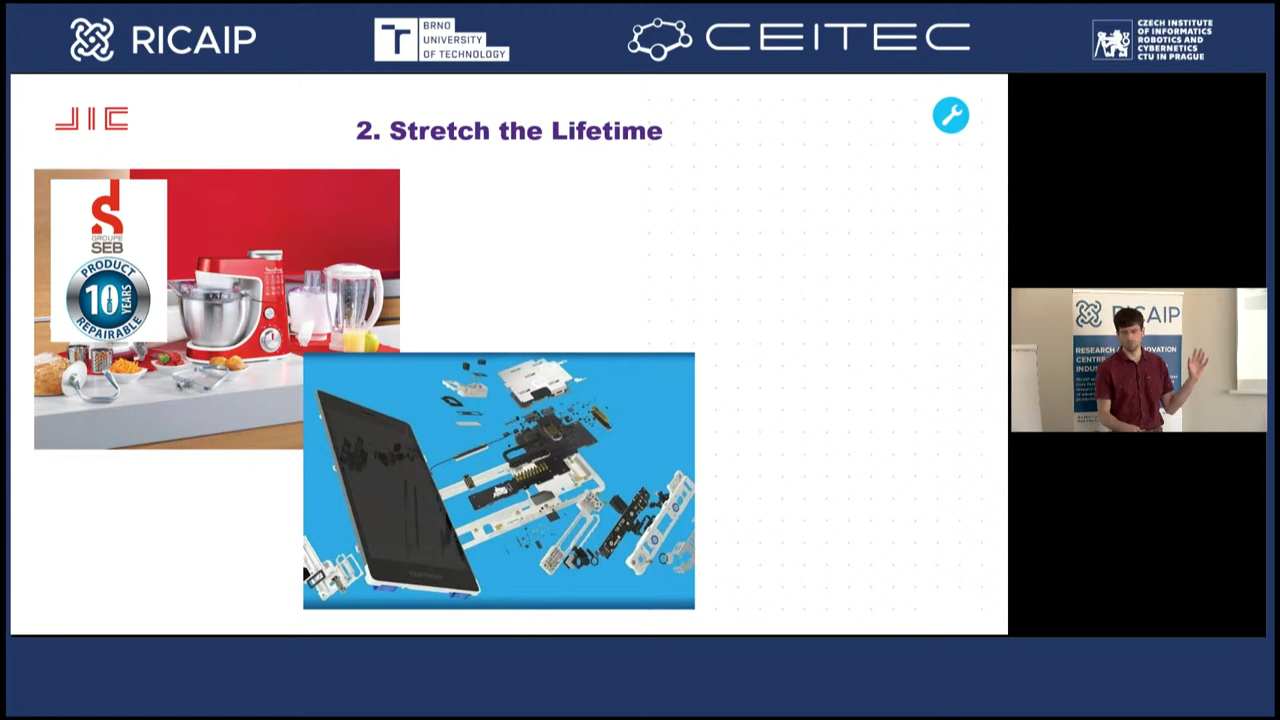 RICAIP
BRNO
UNIVERSITY
OF TECHNOLOGY
CEITEC
CZECH INSTITUTE
OF INFORMATICS
ROBOTICS AND
CYBERNETICS
CTU IN PRAGUE
JIC
2. Stretch the Lifetime
GROUPE
SEB
PRODUCT
10 YEARS
REPAIRABLE
RICAIP
RESEARCH
CENTRE
INDUS